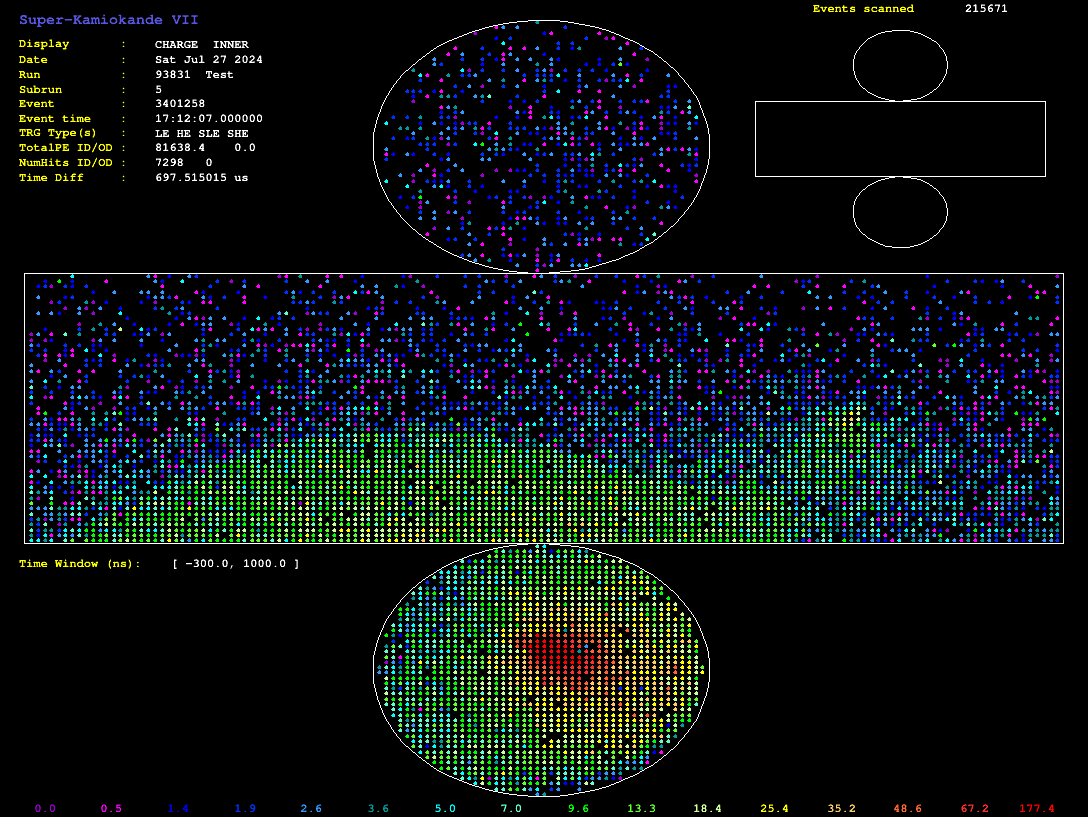 Super-Kamiokande VII
Events scanned 215671
Display : CHARGE INNER
Date : Sat Jul 27 2024
Run : 93831 Test
Subrun : 5
Event : 3401258
Event time : 17:12:07.000000
TRG Type(s) : LE HE SLE SHE
TotalPE ID/OD : 81638.4 0.0
NumHits ID/OD : 7298 0
Time Diff : 697.515015 us
Time Window (ns): [ -300.0, 1000.0 ]
0.0 0.5 1.4 1.9 2.6 3.6 5.0 7.0 9.6 13.3 18.4 25.4 35.2 48.6 67.2 177.4